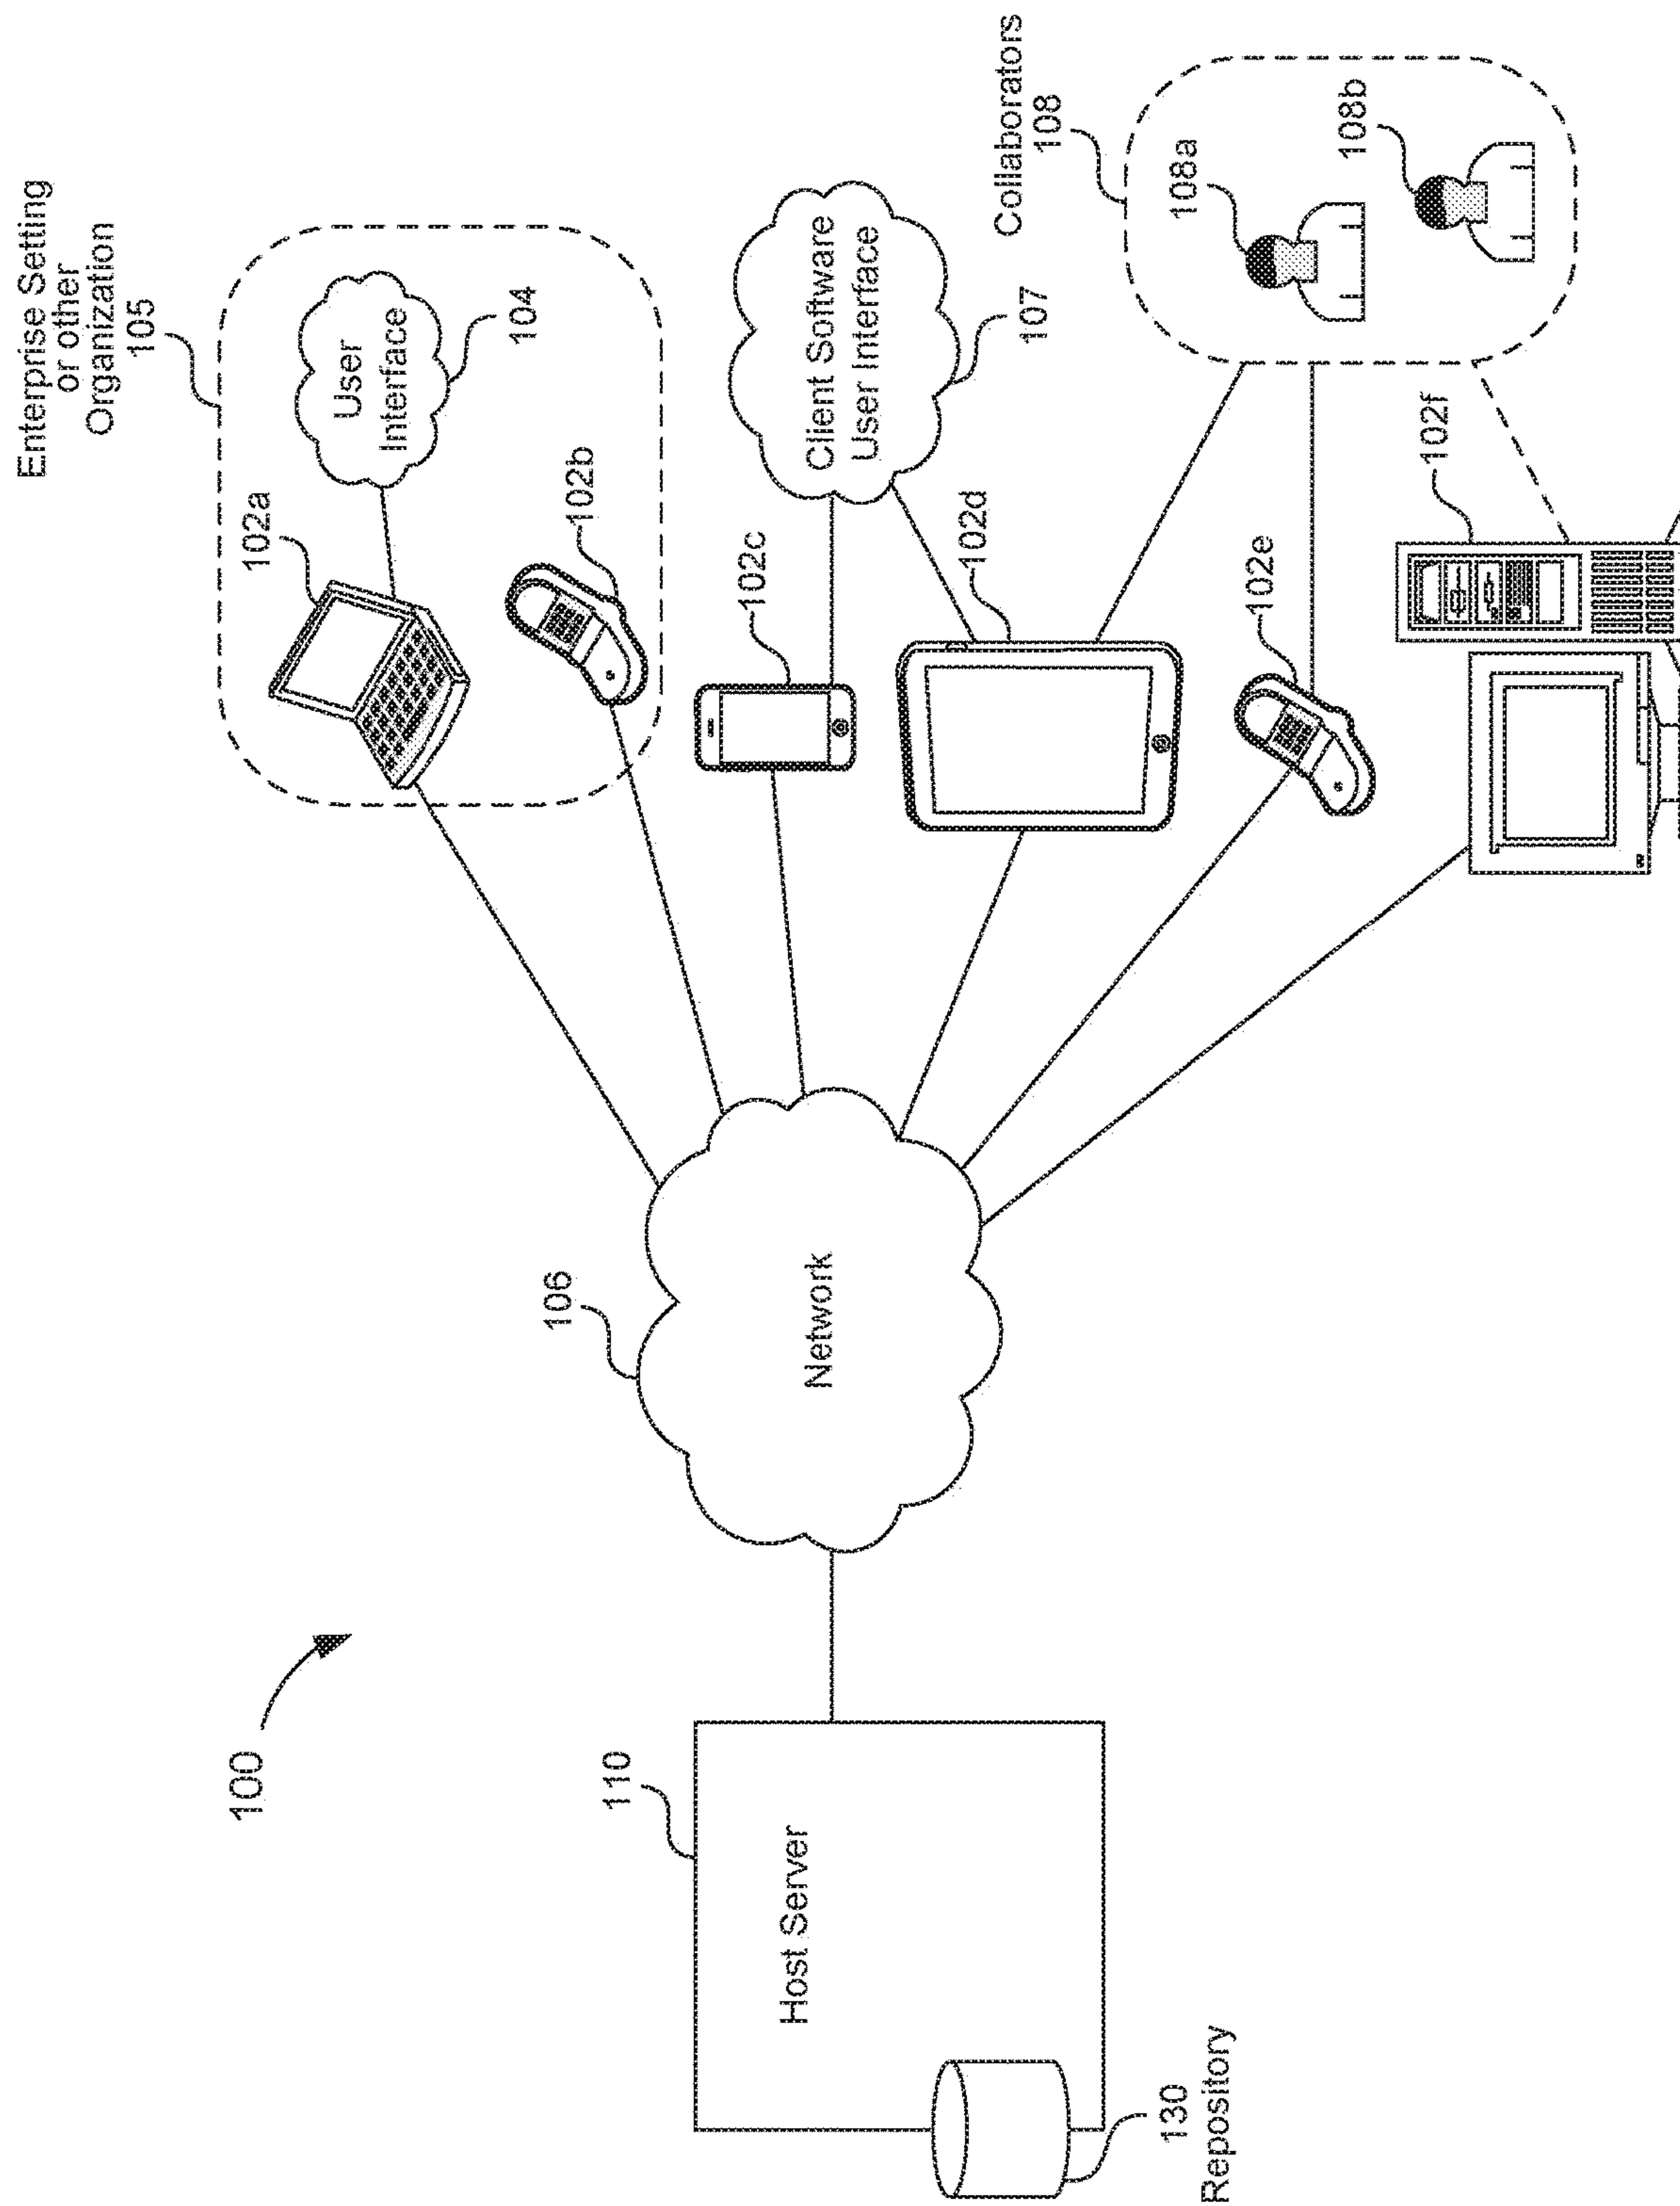 100
Host Server
110
130
Repository
106
Network
Enterprise Setting
or other
Organization
105
102a
User
Interface
104
102b
102c
Client Software
User Interface
107
102d
102e
102f
Collaborators
108
108a
108b